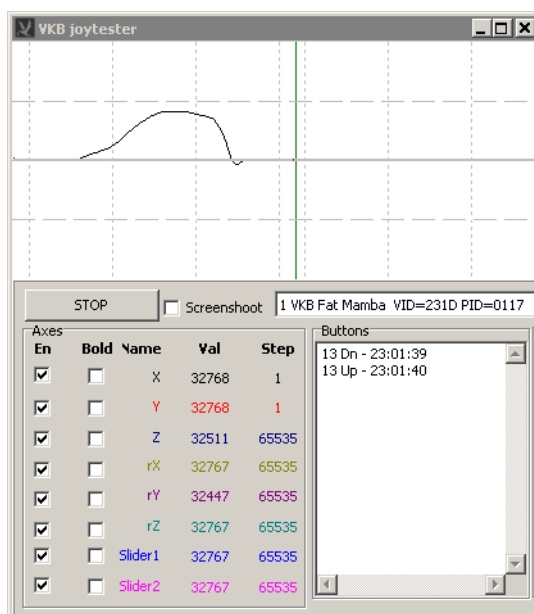 VKB joytester
STOP
Screenshoot
1 VKB Fat Mamba VID=231D PID=0117
Axes
En Bold Name Val Step
X 32768 1
Y 32768 1
Z 32511 65535
rX 32767 65535
rY 32447 65535
rZ 32767 65535
Slider1 32767 65535
Slider2 32767 65535
Buttons
13 Dn - 23:01:39
13 Up - 23:01:40